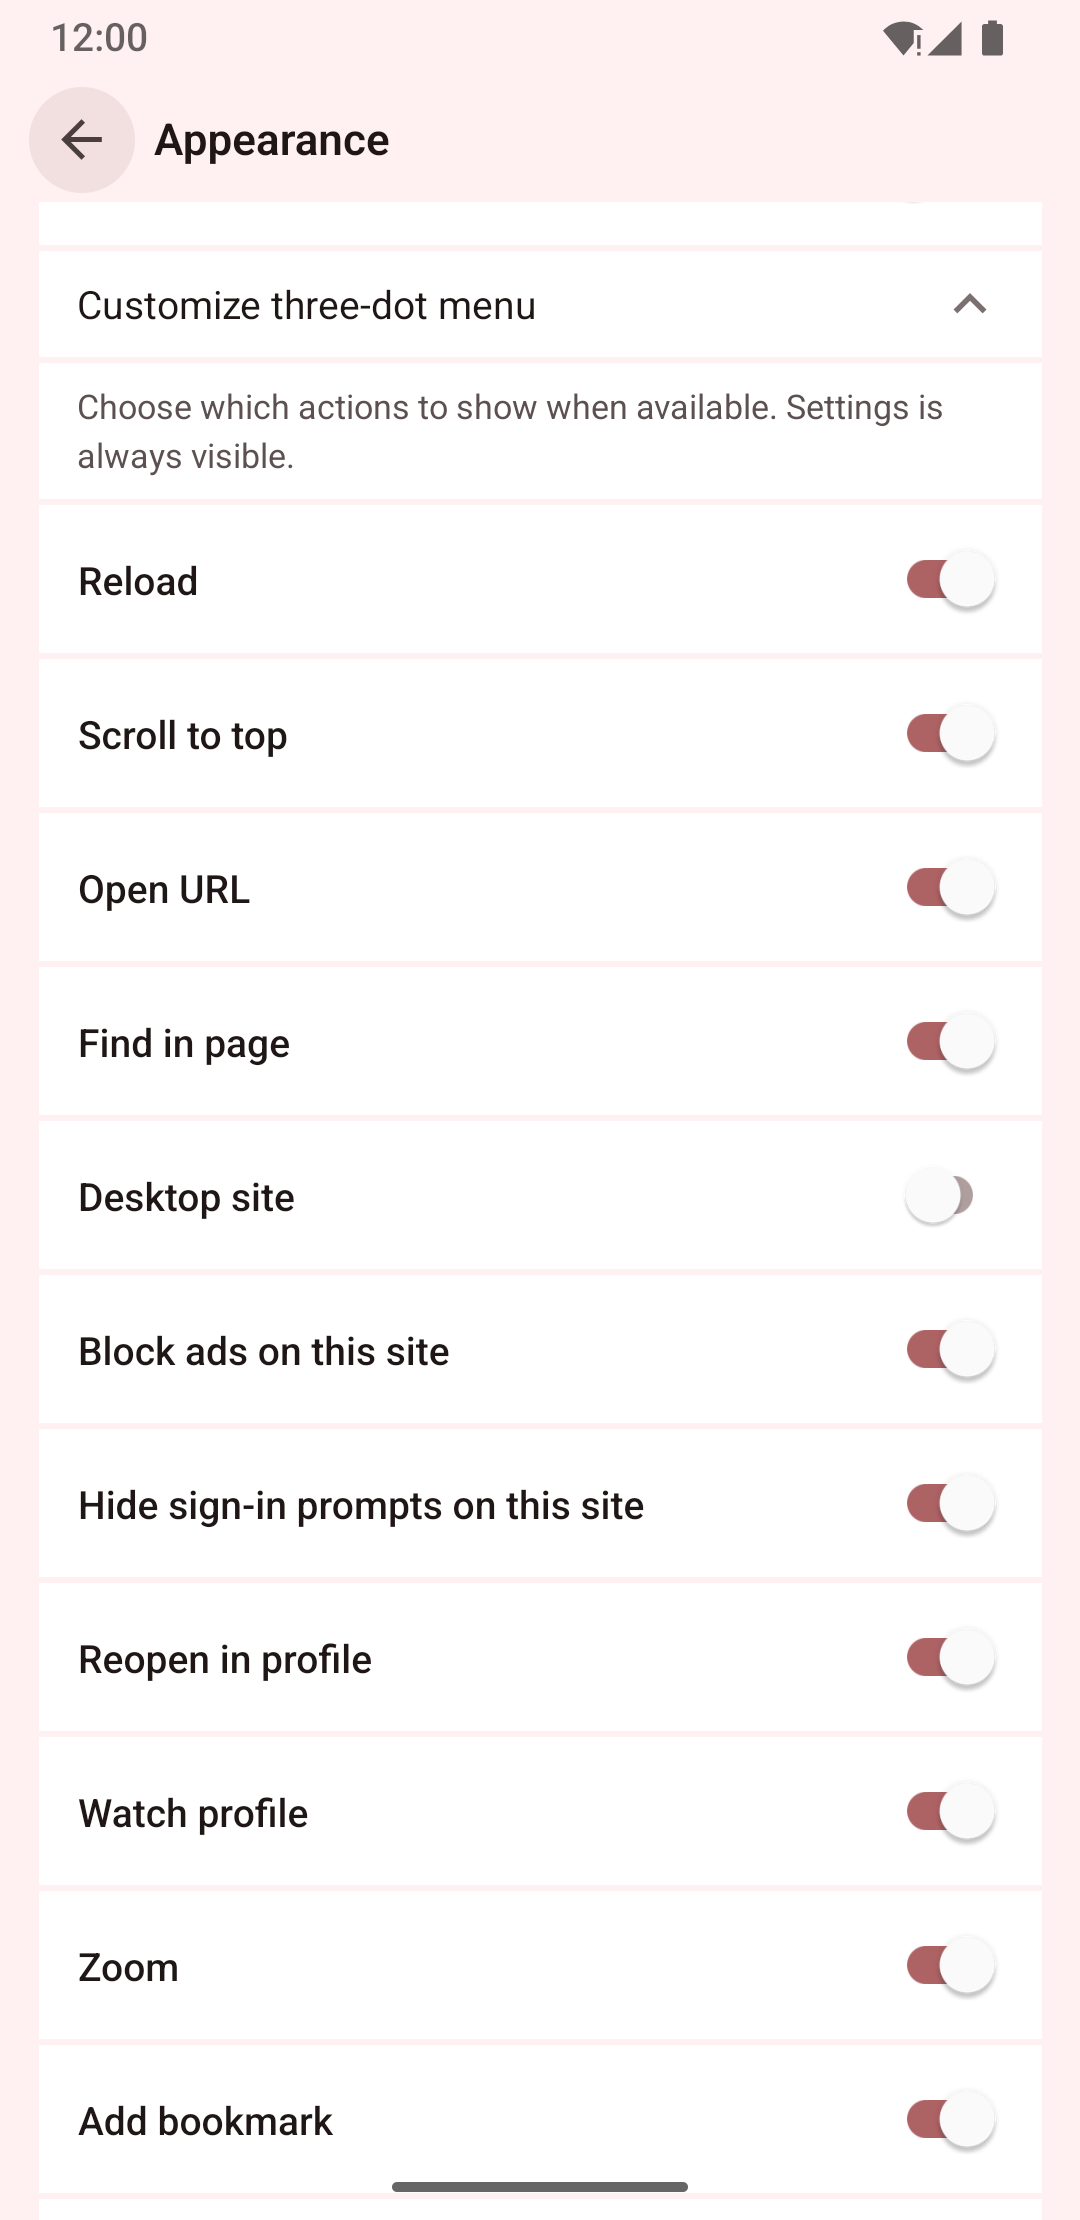 12:00
Appearance
Customize three-dot menu
Choose which actions to show when available. Settings is
always visible.
Reload
Scroll to top
Open URL
Find in page
Desktop site
Block ads on this site
Hide sign-in prompts on this site
Reopen in profile
Watch profile
Zoom
Add bookmark